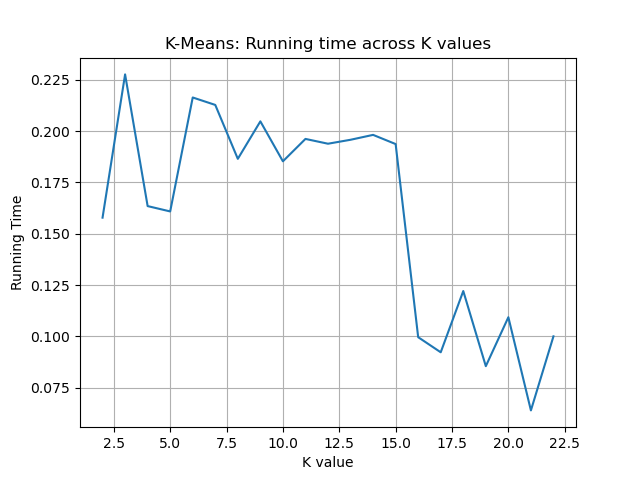 K-Means: Running time across K values
0.225
0.200
0.175
0.150
0.125
0.100
0.075
Running Time
2.5 5.0 7.5 10.0 12.5 15.0 17.5 20.0 22.5
K value